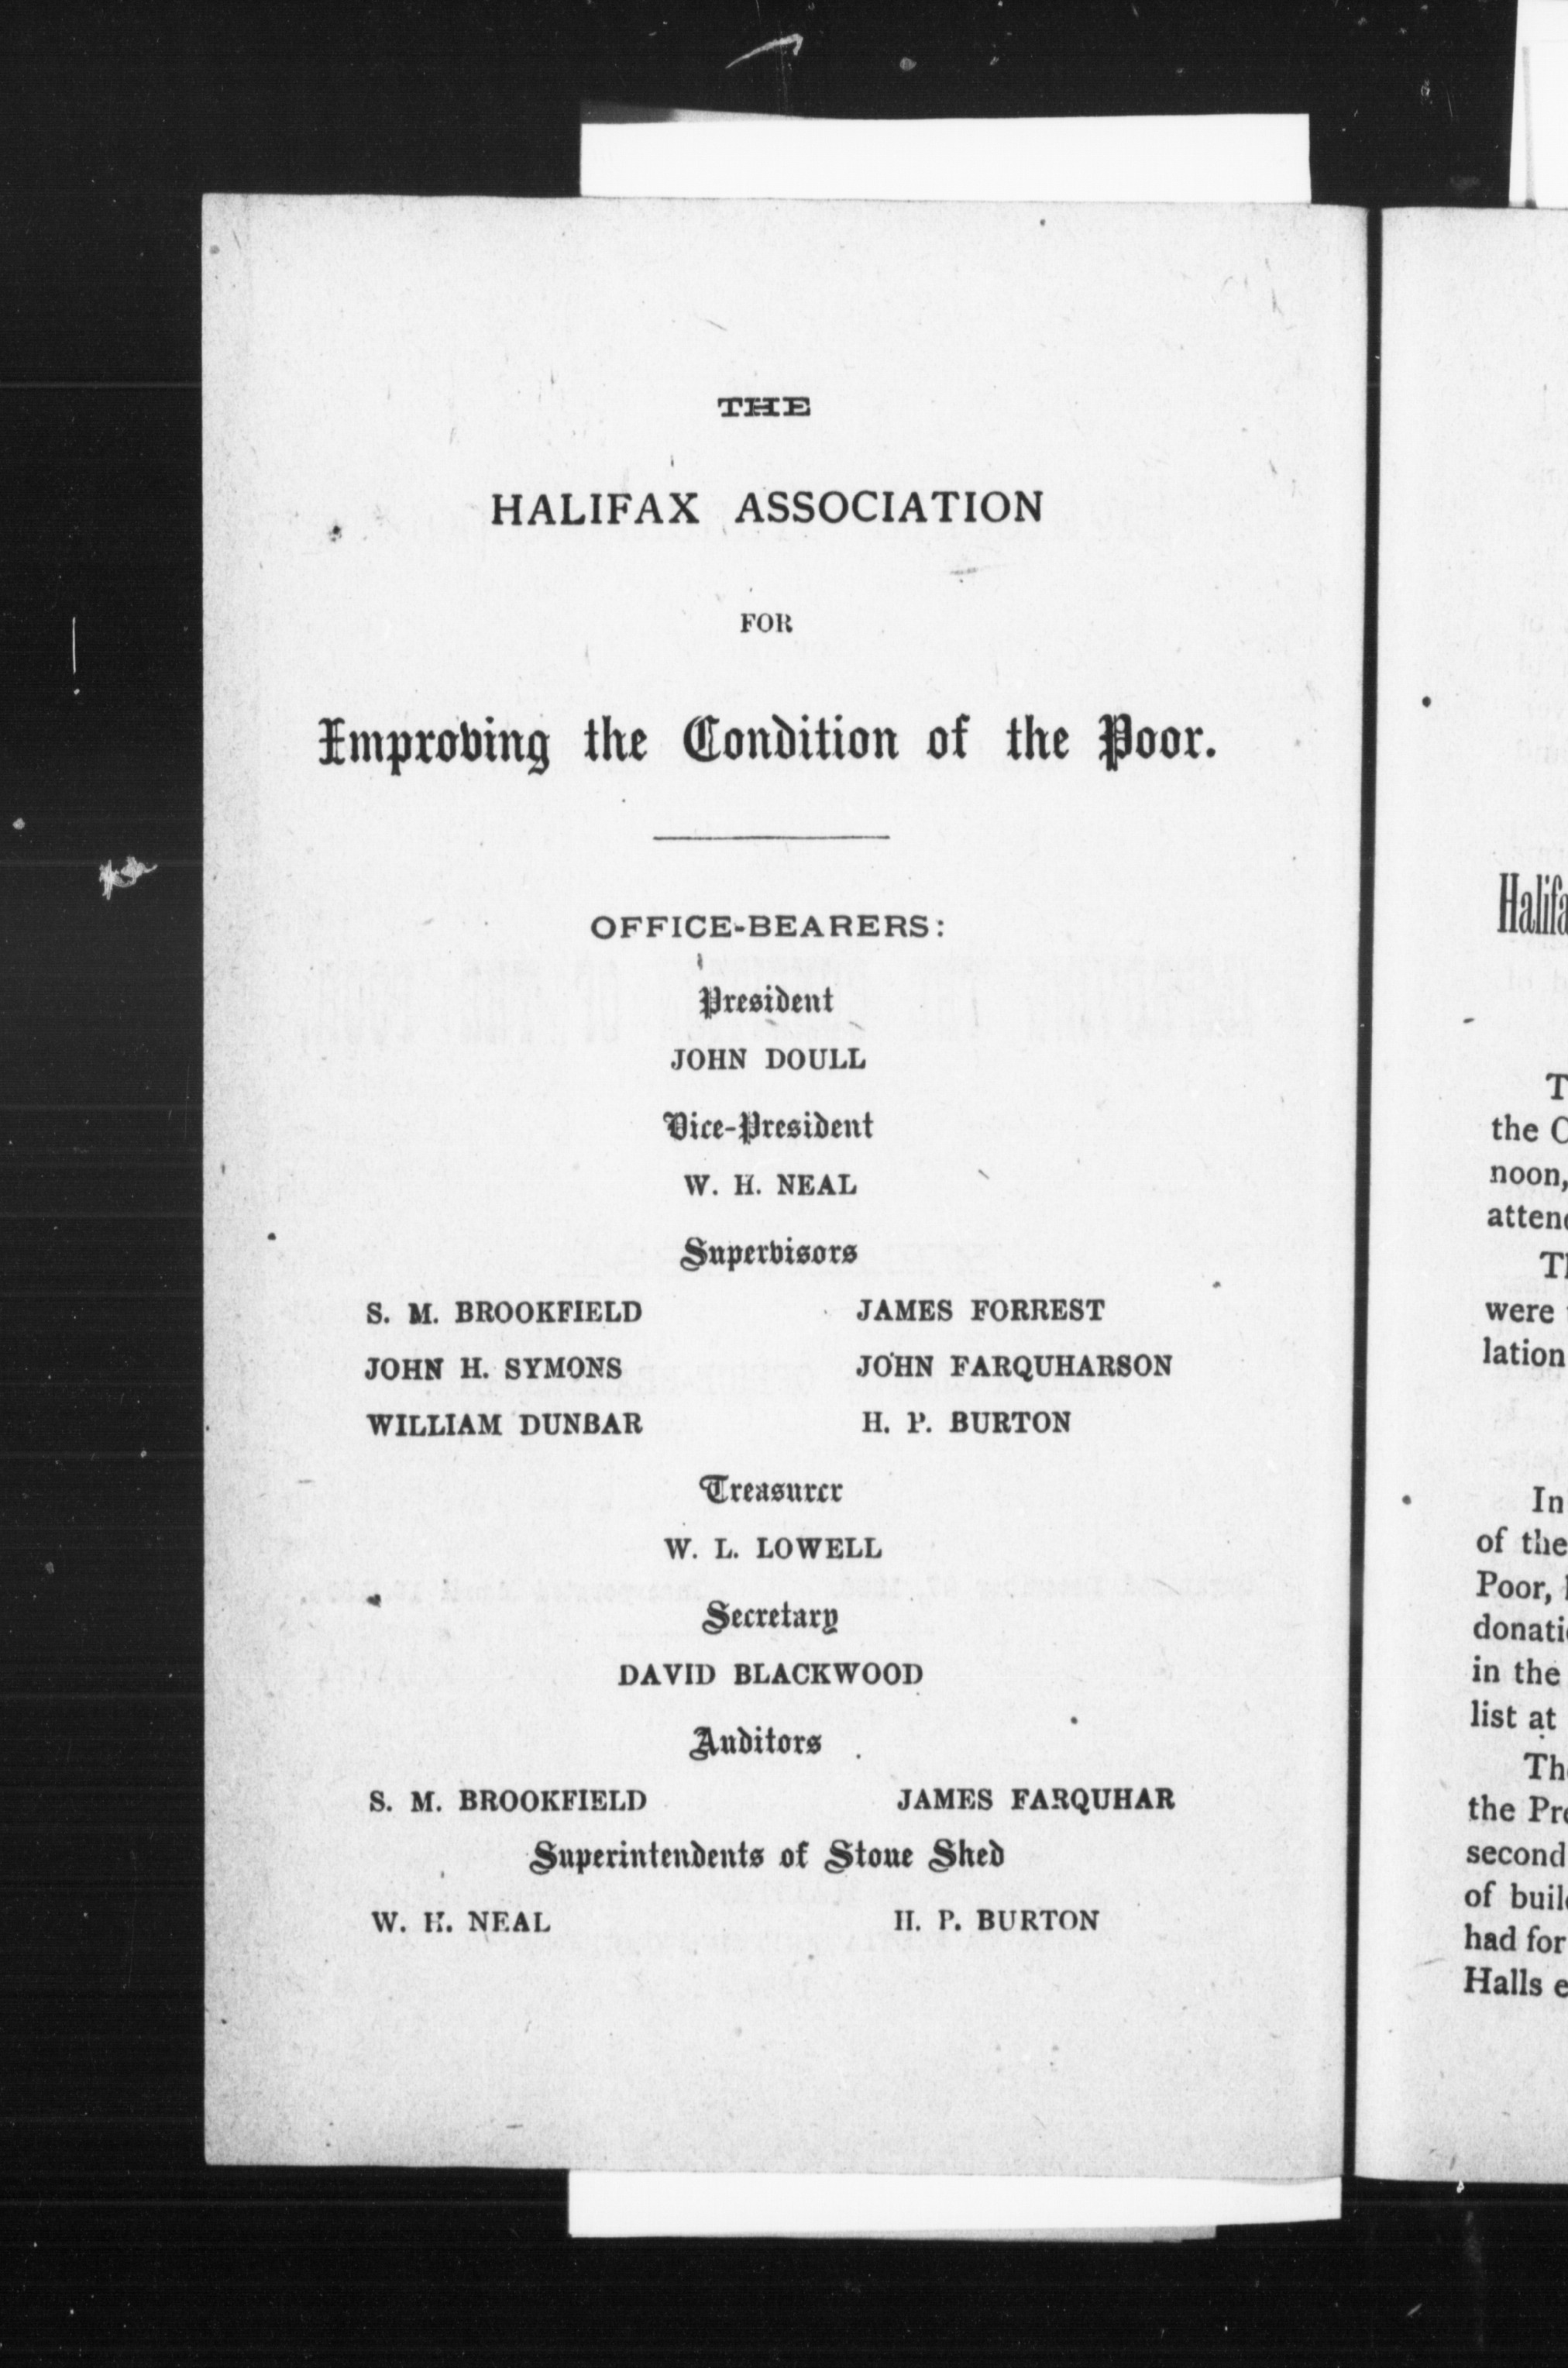 THE
HALIFAX ASSOCIATION
FOR
Improving the Condition of the Poor.
OFFICE-BEARERS:
President
JOHN DOULL
Vice-President
W. H. NEAL
Supervisors
S. M. BROOKFIELD JAMES FORREST
JOHN H. SYMONS JOHN FARQUHARSON
WILLIAM DUNBAR H. P. BURTON
Treasurer
W. L. LOWELL
Secretary
DAVID BLACKWOOD
Auditors
S. M. BROOKFIELD JAMES FARQUHAR
Superintendents of Stone Shed
W. H. NEAL H. P. BURTON
the
noon,
were
lation
In
of the
Poor,
in the
list at
the
second
of
had for
Halls